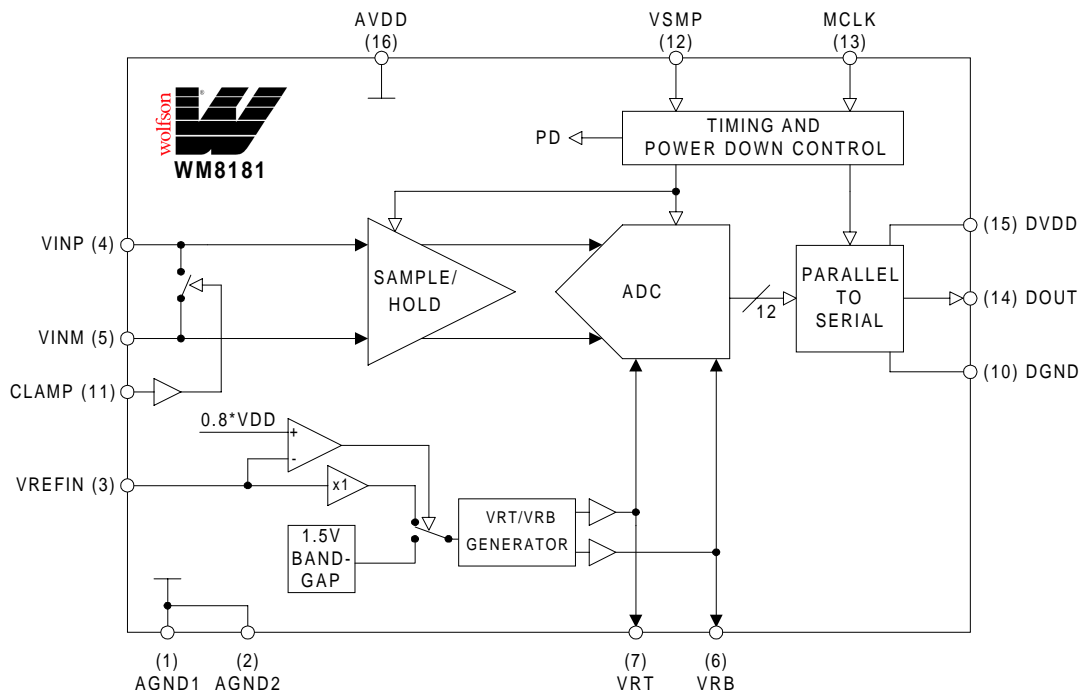 AVDD
(16)
VSMP
(12)
MCLK
(13)
wolfson
®
WM8181
PD
TIMING AND
POWER DOWN CONTROL
VINP (4)
VINM (5)
CLAMP (11)
SAMPLE/
HOLD
ADC
12
PARALLEL
TO
SERIAL
(15) DVDD
(14) DOUT
(10) DGND
0.8*VDD
+
-
VREFIN (3)
x1
1.5V
BAND-
GAP
VRT/VRB
GENERATOR
(1)
AGND1
(2)
AGND2
(7)
VRT
(6)
VRB